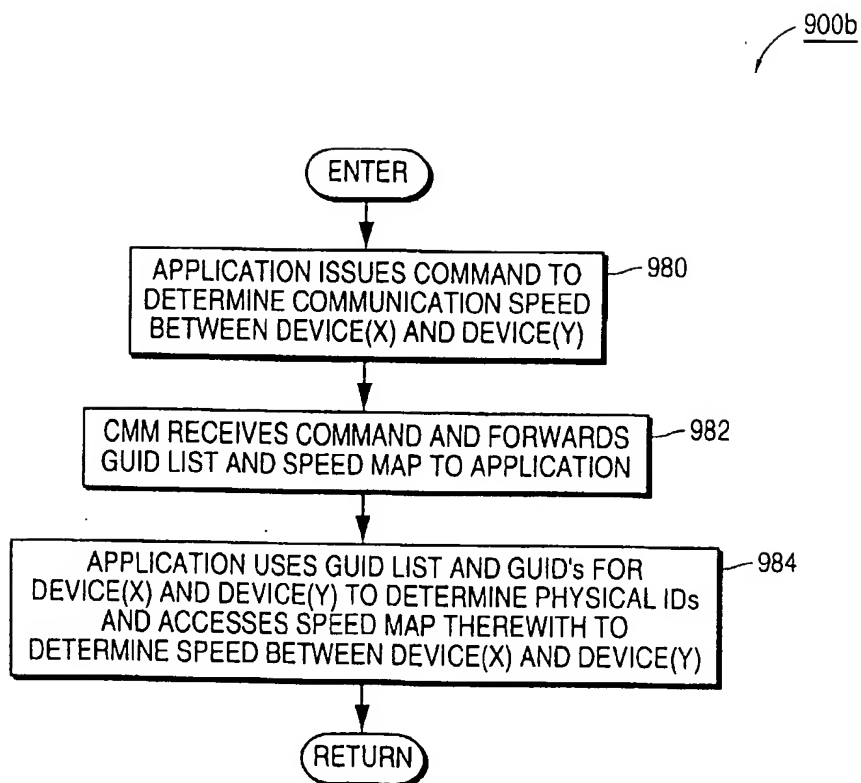 900b
ENTER
APPLICATION ISSUES COMMAND TO
DETERMINE COMMUNICATION SPEED
BETWEEN DEVICE(X) AND DEVICE(Y)
980
CMM RECEIVES COMMAND AND FORWARDS
GUID LIST AND SPEED MAP TO APPLICATION
982
APPLICATION USES GUID LIST AND GUID's FOR
DEVICE(X) AND DEVICE(Y) TO DETERMINE PHYSICAL IDs
AND ACCESSES SPEED MAP THEREWITH TO
DETERMINE SPEED BETWEEN DEVICE(X) AND DEVICE(Y)
984
RETURN